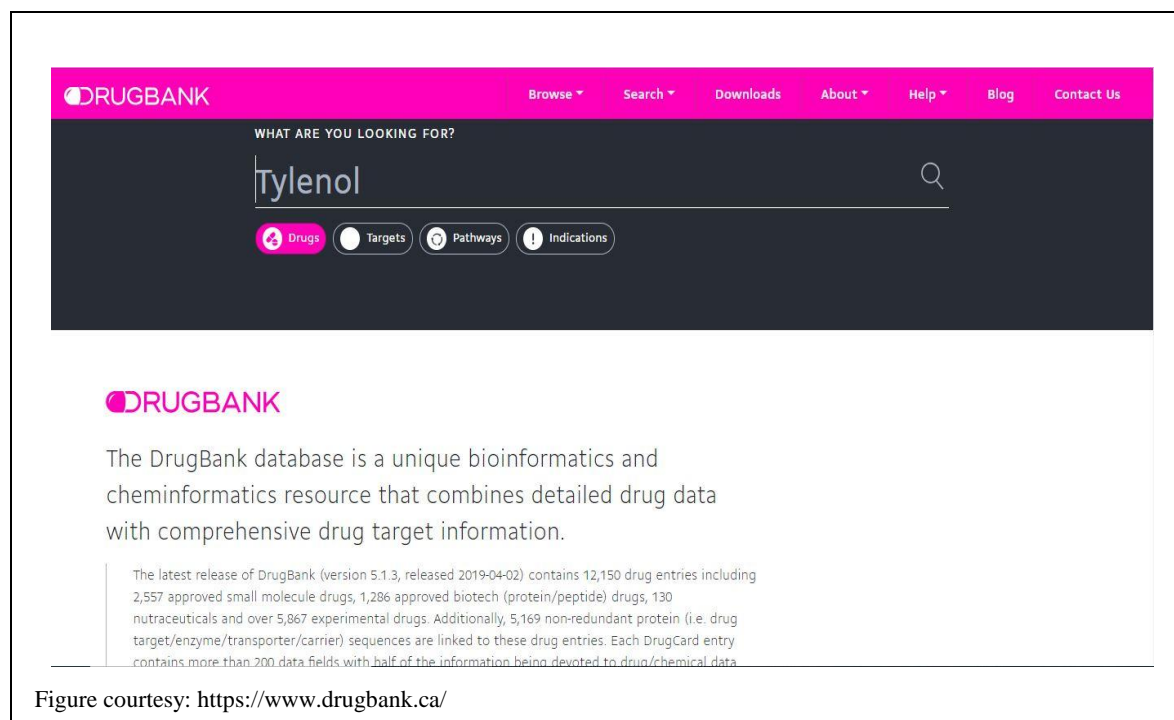 DRUGBANK
Browse Search Downloads About Help Blog Contact Us
WHAT ARE YOU LOOKING FOR?
Tylenol
Drugs Targets Pathways Indications
DRUGBANK
The DrugBank database is a unique bioinformatics and
cheminformatics resource that combines detailed drug data
with comprehensive drug target information.
The latest release of DrugBank (version 5.1.3, released 2019-04-02) contains 12,150 drug entries including
2,557 approved small molecule drugs, 1,286 approved biotech (protein/peptide) drugs, 130
nutraceuticals and over 5,867 experimental drugs. Additionally, 5,169 non-redundant protein (i.e. drug
target/enzyme/transporter/carrier) sequences are linked to these drug entries. Each DrugCard entry
contains more than 200 data fields with half of the information being devoted to drug/chemical data
Figure courtesy: https://www.drugbank.ca/